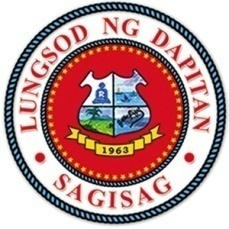 LUNGSOD NG DAPITAN
R
1963
SAGISAG